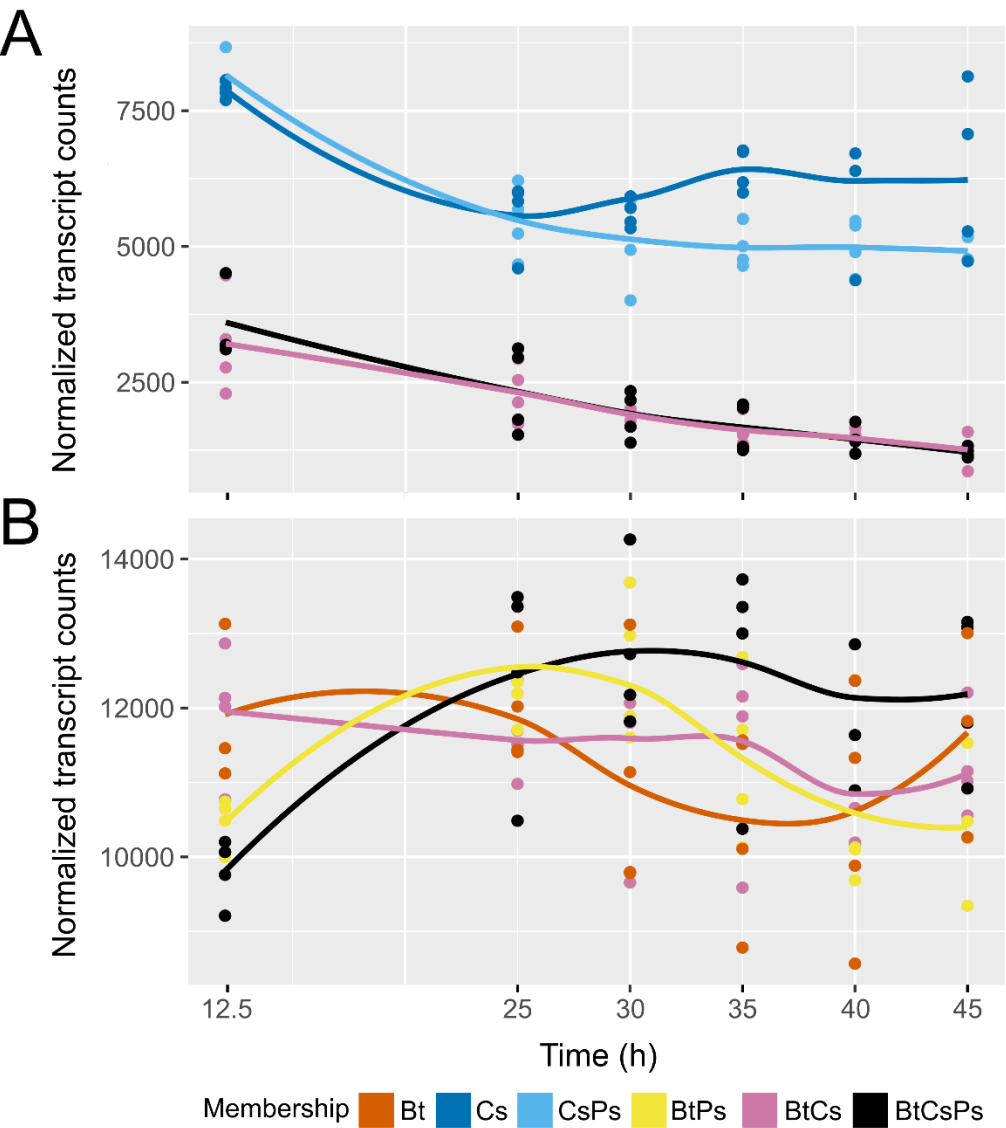 A
Normalized transcript counts
7500
5000
2500
B
Normalized transcript counts
14000
12000
10000
12.5 25 30 35 40 45
Time (h)
Membership Bt Cs CsPs BtPs BtCs BtCsPs